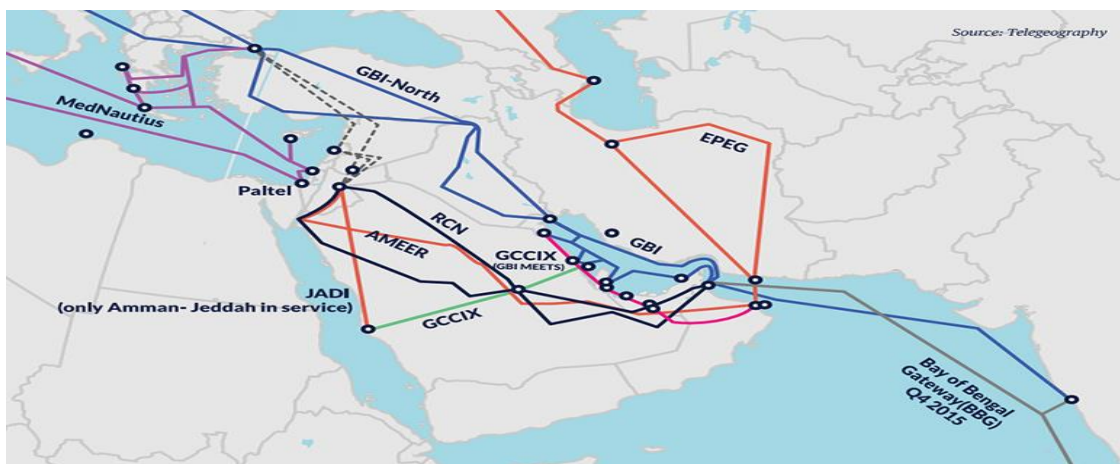 Source: Telegeography
GBI-North
MedNautius
EPEG
Paltel
RCN
AMEER
GBI
GCCIX
(GBI MEETS)
JADI
(only Amman- Jeddah in service)
GCCIX
Bay of Bengal
Gateway(BBG)
Q4 2015